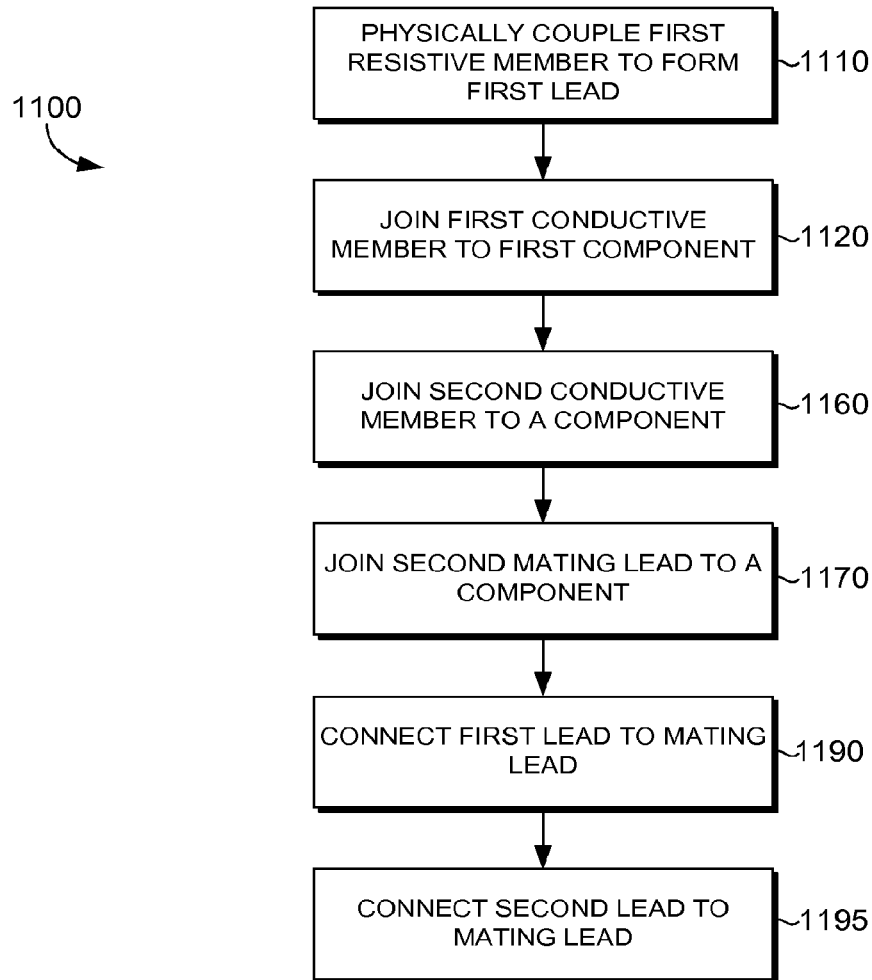 1100
PHYSICALLY COUPLE FIRST
RESISTIVE MEMBER TO FORM
FIRST LEAD
1110
JOIN FIRST CONDUCTIVE
MEMBER TO FIRST COMPONENT
1120
JOIN SECOND CONDUCTIVE
MEMBER TO A COMPONENT
1160
JOIN SECOND MATING LEAD TO A
COMPONENT
1170
CONNECT FIRST LEAD TO MATING
LEAD
1190
CONNECT SECOND LEAD TO
MATING LEAD
1195